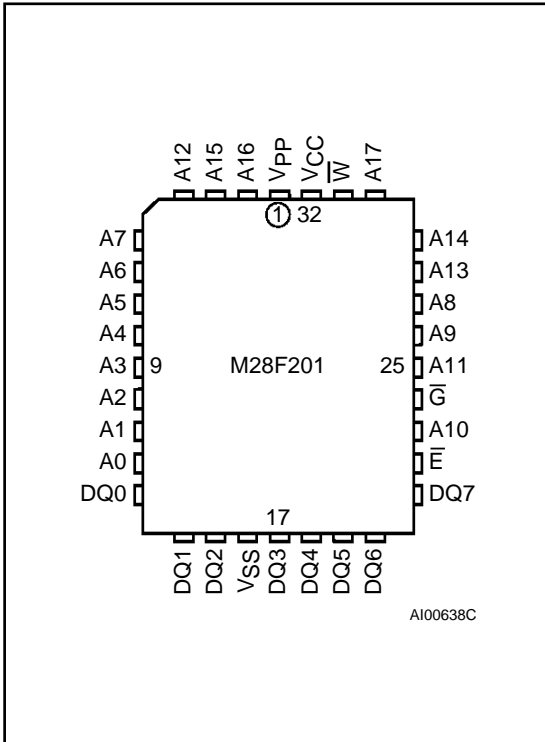 A12 A15 A16 VPP VCC W̅ A17
1 32
A7 A14
A6 A13
A5 A8
A4 A9
A3 9 M28F201 25 A11
A2 G̅
A1 A10
A0 E̅
DQ0 DQ7
17
DQ1 DQ2 VSS DQ3 DQ4 DQ5 DQ6
AI00638C